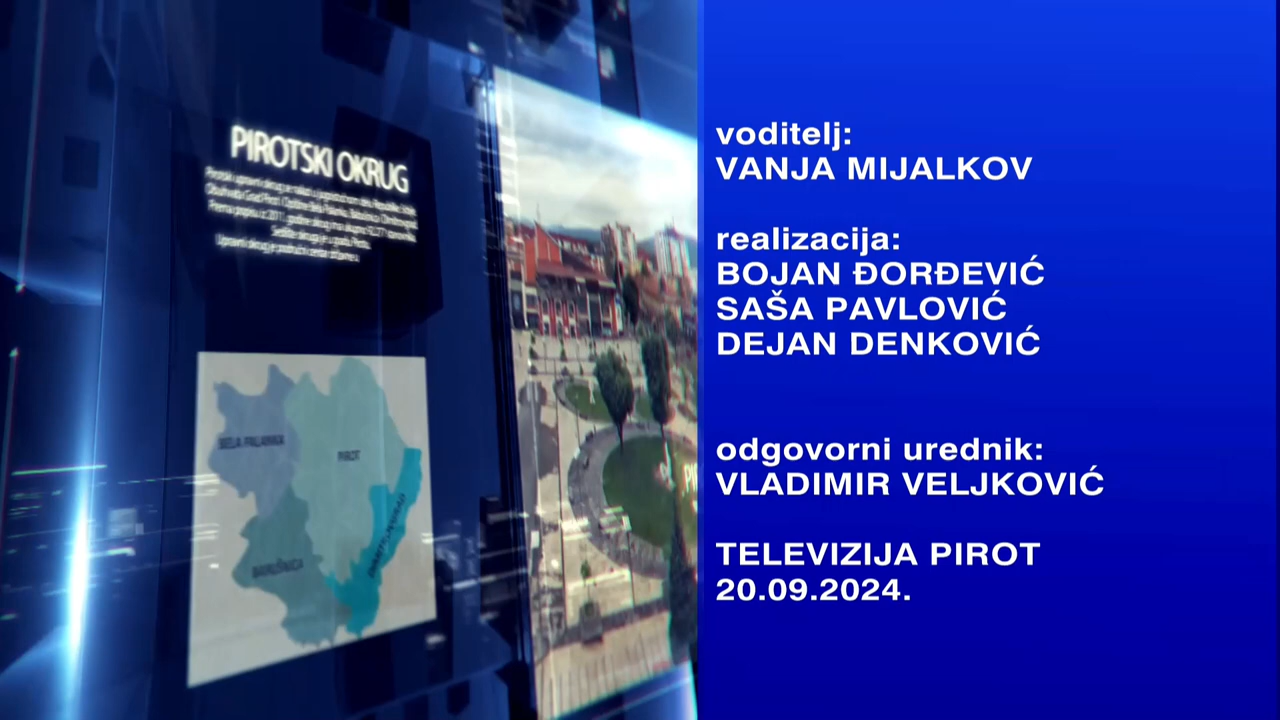 PIROTSKI OKRUG
BELA PALANKA
PIROT
voditelj:
VANJA MIJALKOV
realizacija:
BOJAN ĐORĐEVIĆ
SAŠA PAVLOVIĆ
DEJAN DENKOVIĆ
odgovorni urednik:
VLADIMIR VELJKOVIĆ
TELEVIZIJA PIROT
20.09.2024.